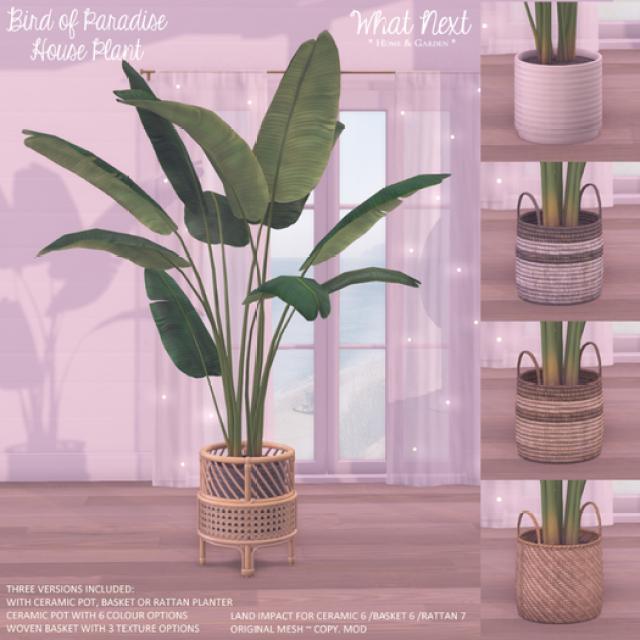 Bird of Paradise
House Plant
What Next
* HOME & GARDEN *
THREE VERSIONS INCLUDED:
WITH CERAMIC POT, BASKET OR RATTAN PLANTER
CERAMIC POT WITH 6 COLOUR OPTIONS
WOVEN BASKET WITH 3 TEXTURE OPTIONS
LAND IMPACT FOR CERAMIC 6 /BASKET 6 /RATTAN 7
ORIGINAL MESH ~ COPY, MOD